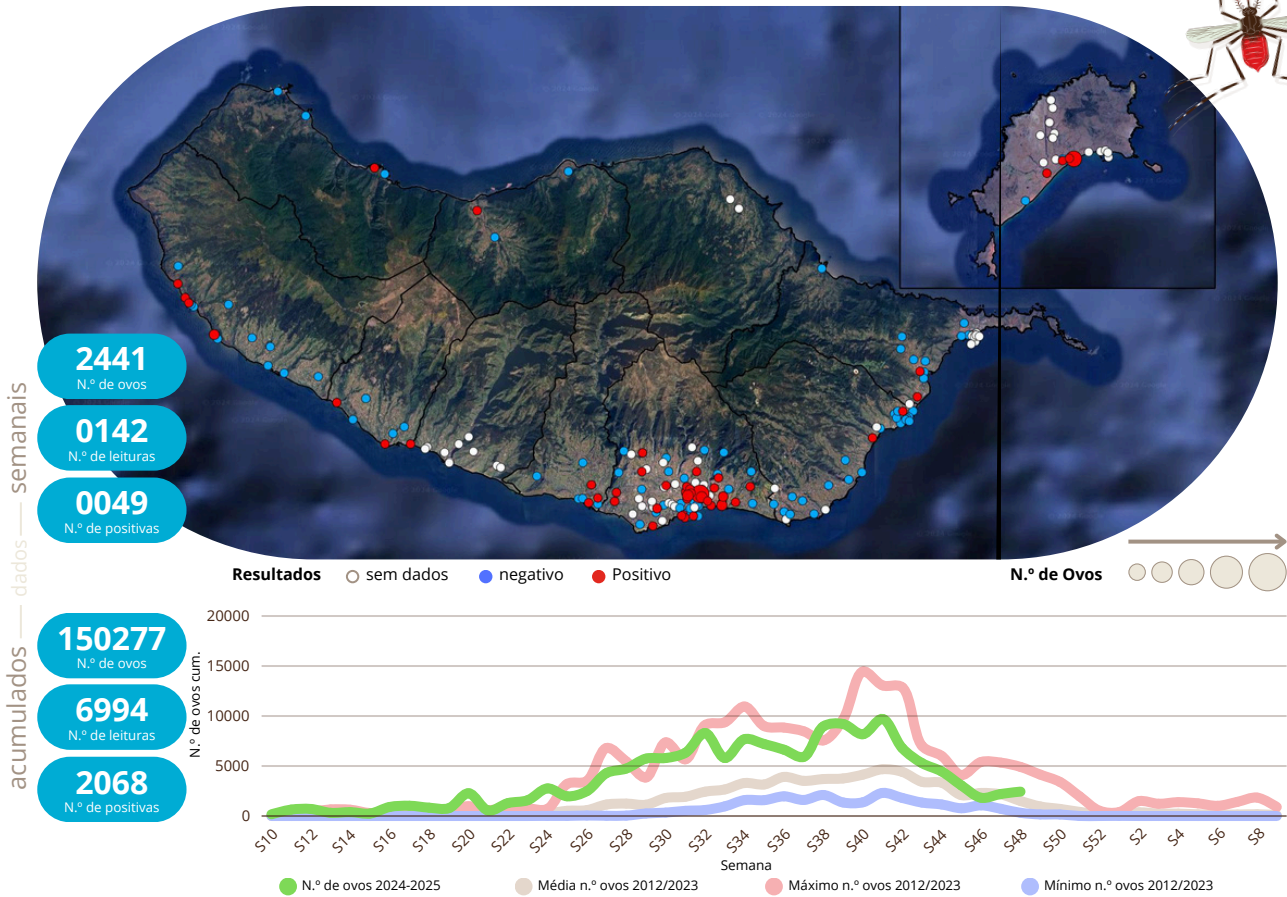 semanais
dados
acumulados
2441
N.º de ovos
0142
N.º de leituras
0049
N.º de positivas
Resultados
sem dados
negativo
Positivo
N.º de Ovos
150277
N.º de ovos
6994
N.º de leituras
2068
N.º de positivas
N.º de ovos cum.
20000
15000
10000
5000
0
S10
S12
S14
S16
S18
S20
S22
S24
S26
S28
S30
S32
S34
S36
S38
S40
S42
S44
S46
S48
S50
S52
S2
S4
S6
S8
Semana
N.º de ovos 2024-2025
Média n.º ovos 2012/2023
Máximo n.º ovos 2012/2023
Mínimo n.º ovos 2012/2023